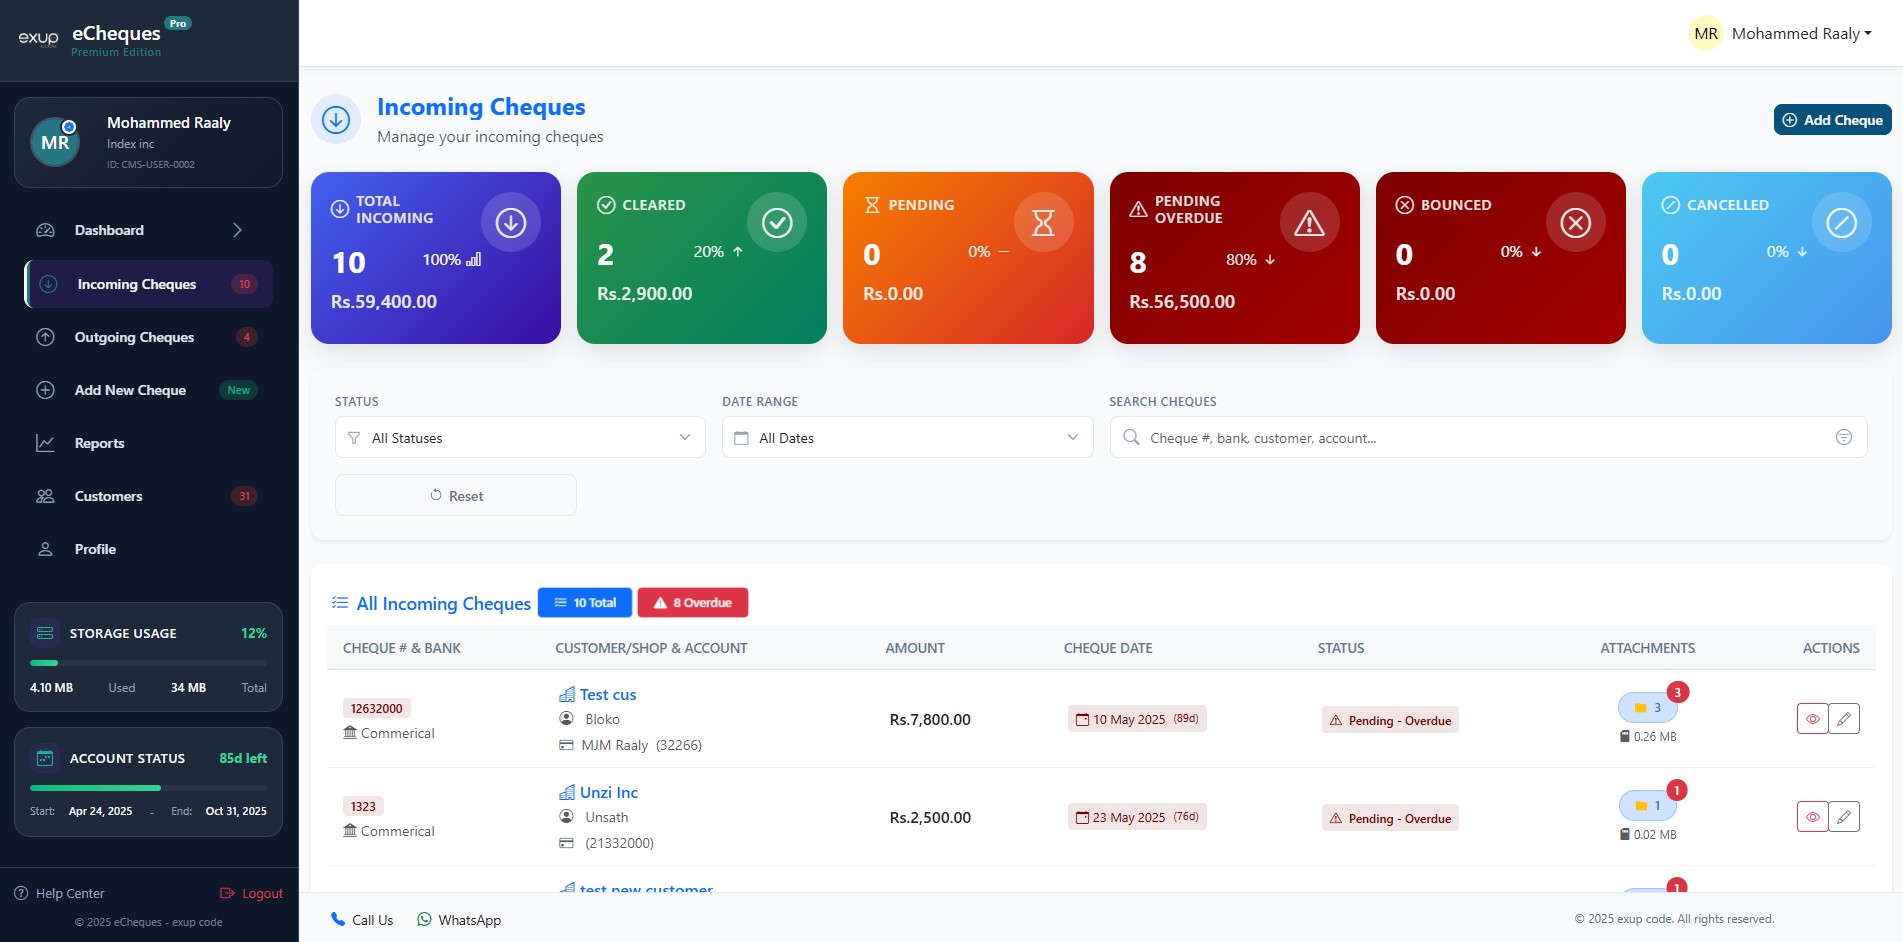 exup
code
eCheques
Pro
Premium Edition
MR
Mohammed Raaly
Index inc
ID: CMS-USER-0002
Dashboard
Incoming Cheques 10
Outgoing Cheques 4
Add New Cheque New
Reports
Customers 31
Profile
STORAGE USAGE 12%
4.10 MB Used 34 MB Total
ACCOUNT STATUS 85d left
Start: Apr 24, 2025 - End: Oct 31, 2025
Help Center Logout
© 2025 eCheques - exup code
MR Mohammed Raaly
Incoming Cheques
Manage your incoming cheques
Add Cheque
TOTAL
INCOMING
10 100%
Rs.59,400.00
CLEARED
2 20%
Rs.2,900.00
PENDING
0 0%
Rs.0.00
PENDING
OVERDUE
8 80%
Rs.56,500.00
BOUNCED
0 0%
Rs.0.00
CANCELLED
0 0%
Rs.0.00
STATUS DATE RANGE SEARCH CHEQUES
All Statuses All Dates Cheque #, bank, customer, account...
Reset
All Incoming Cheques 10 Total 8 Overdue
CHEQUE # & BANK CUSTOMER/SHOP & ACCOUNT AMOUNT CHEQUE DATE STATUS ATTACHMENTS ACTIONS
12632000
Commerical
Test cus
Bloko
MJM Raaly (32266)
Rs.7,800.00
10 May 2025 (89d)
Pending - Overdue
3
3
0.26 MB
1323
Commerical
Unzi Inc
Unsath
(21332000)
Rs.2,500.00
23 May 2025 (76d)
Pending - Overdue
1
1
0.02 MB
test new customer
1
Call Us WhatsApp
© 2025 exup code. All rights reserved.